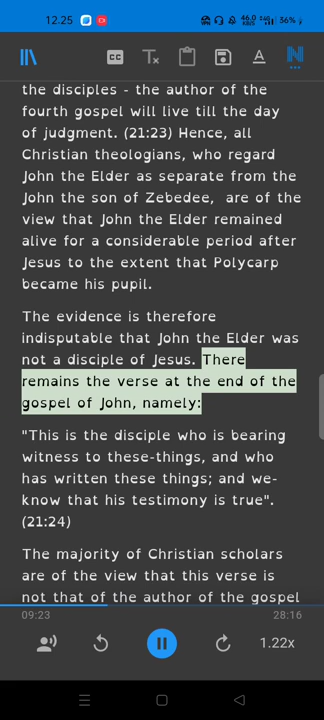 12.25
46.0
KB/S
36%
CC
the disciples - the author of the
fourth gospel will live till the day
of judgment. (21:23) Hence, all
Christian theologians, who regard
John the Elder as separate from the
John the son of Zebedee, are of the
view that John the Elder remained
alive for a considerable period after
Jesus to the extent that Polycarp
became his pupil.
The evidence is therefore
indisputable that John the Elder was
not a disciple of Jesus. There
remains the verse at the end of the
gospel of John, namely:
"This is the disciple who is bearing
witness to these-things, and who
has written these things; and we-
know that his testimony is true".
(21:24)
The majority of Christian scholars
are of the view that this verse is
not that of the author of the gospel
09:23
28:16
1.22x